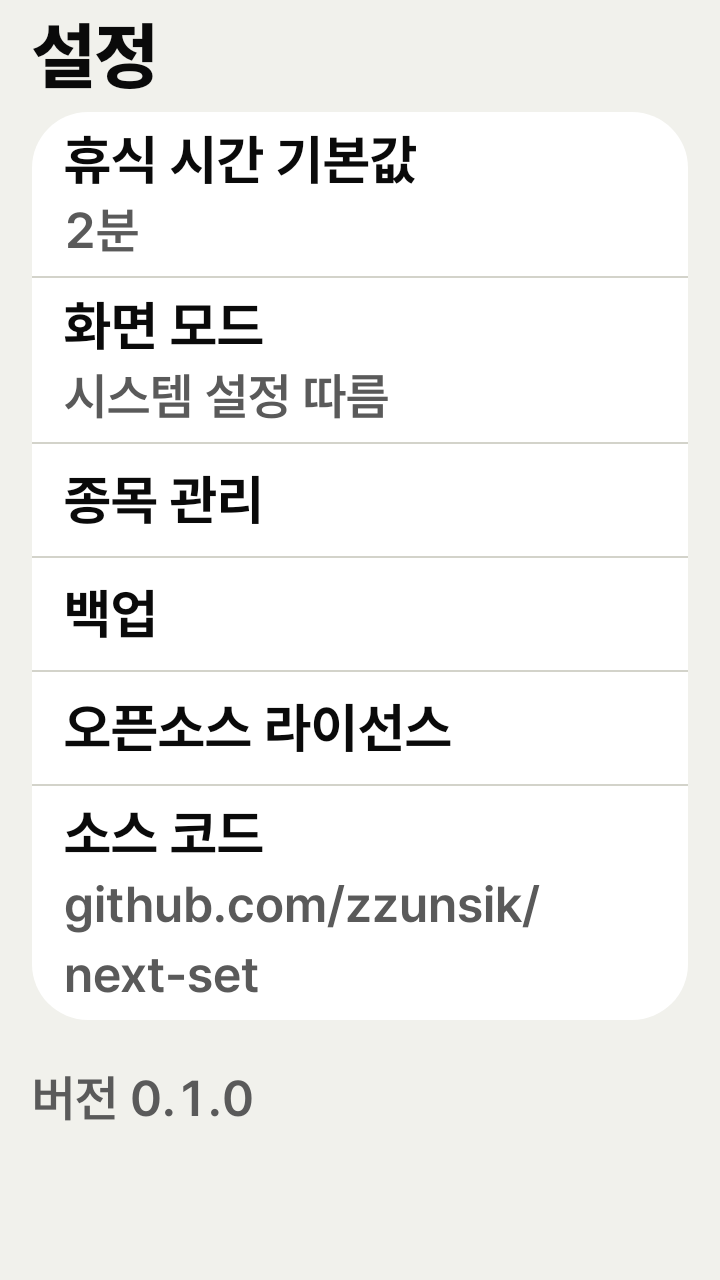 설정
휴식 시간 기본값
2분
화면 모드
시스템 설정 따름
종목 관리
백업
오픈소스 라이선스
소스 코드
github.com/zzunsik/
next-set
버전 0.1.0